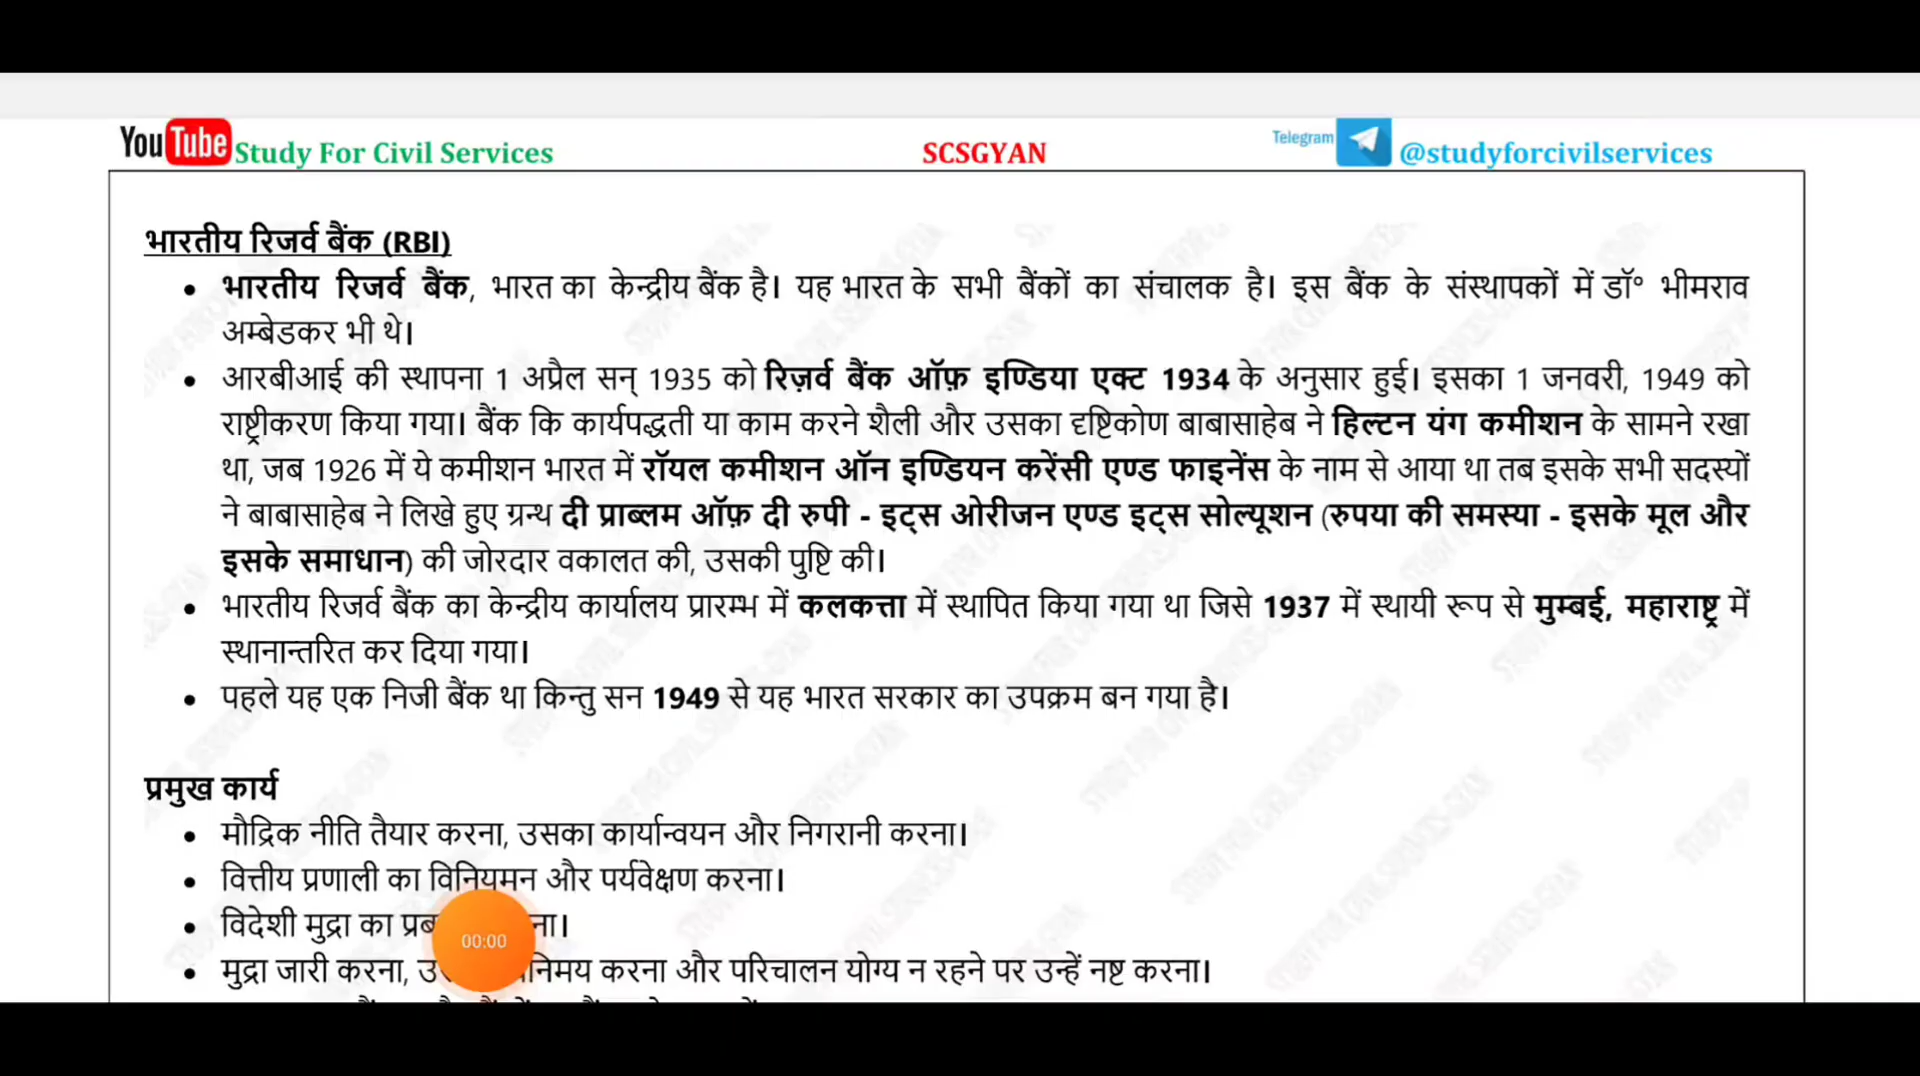 YouTube Study For Civil Services SCSGYAN Telegram @studyforcivilservices
भारतीय रिजर्व बैंक (RBI)
• भारतीय रिजर्व बैंक, भारत का केन्द्रीय बैंक है। यह भारत के सभी बैंकों का संचालक है। इस बैंक के संस्थापकों में डॉ॰ भीमराव
अम्बेडकर भी थे।
• आरबीआई की स्थापना 1 अप्रैल सन् 1935 को रिज़र्व बैंक ऑफ़ इण्डिया एक्ट 1934 के अनुसार हुई। इसका 1 जनवरी, 1949 को
राष्ट्रीकरण किया गया। बैंक कि कार्यपद्धती या काम करने शैली और उसका दृष्टिकोण बाबासाहेब ने हिल्टन यंग कमीशन के सामने रखा
था, जब 1926 में ये कमीशन भारत में रॉयल कमीशन ऑन इण्डियन करेंसी एण्ड फाइनेंस के नाम से आया था तब इसके सभी सदस्यों
ने बाबासाहेब ने लिखे हुए ग्रन्थ दी प्राब्लम ऑफ़ दी रुपी - इट्स ओरीजन एण्ड इट्स सोल्यूशन (रुपया की समस्या - इसके मूल और
इसके समाधान) की जोरदार वकालत की, उसकी पुष्टि की।
• भारतीय रिजर्व बैंक का केन्द्रीय कार्यालय प्रारम्भ में कलकत्ता में स्थापित किया गया था जिसे 1937 में स्थायी रूप से मुम्बई, महाराष्ट्र में
स्थानान्तरित कर दिया गया।
• पहले यह एक निजी बैंक था किन्तु सन 1949 से यह भारत सरकार का उपक्रम बन गया है।
प्रमुख कार्य
• मौद्रिक नीति तैयार करना, उसका कार्यान्वयन और निगरानी करना।
• वित्तीय प्रणाली का विनियमन और पर्यवेक्षण करना।
• विदेशी मुद्रा का
00:00
• मुद्रा जारी करना, करना और परिचालन योग्य न रहने पर उन्हें नष्ट करना।